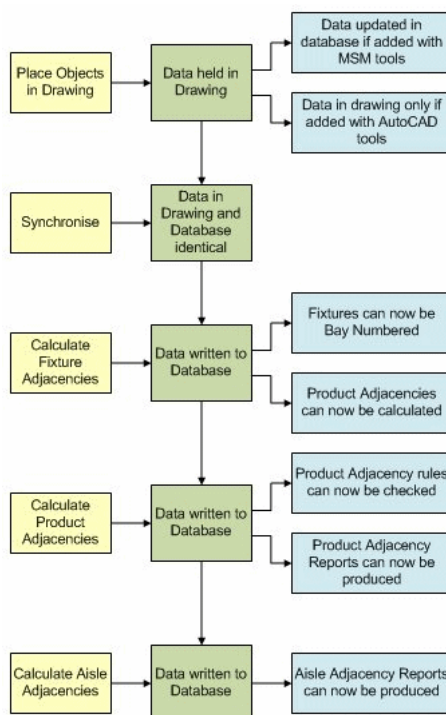 Place Objects
in Drawing
Data held in
Drawing
Data updated in
database if added with
MSM tools
Data in drawing only if
added with AutoCAD
tools
Synchronise
Data in
Drawing and
Database
identical
Calculate
Fixture
Adjacencies
Data written to
Database
Fixtures can now be
Bay Numbered
Product Adjacencies
can now be calculated
Calculate
Product
Adjacencies
Data written to
Database
Product Adjacency rules
can now be checked
Product Adjacency
Reports can now be
produced
Calculate Aisle
Adjacencies
Data written to
Database
Aisle Adjacency Reports
can now be produced